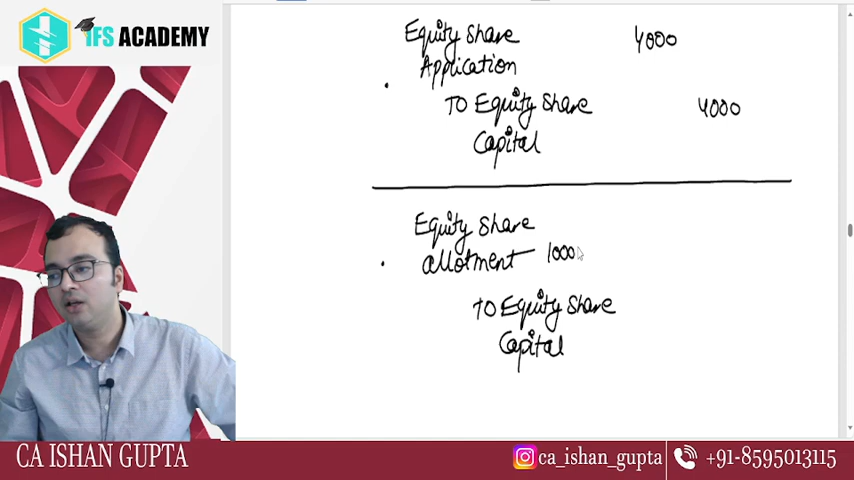 IFS ACADEMY
Equity Share 4000
Application
To Equity Share 4000
Capital
Equity Share
allotment 1000
To Equity Share
Capital
CA ISHAN GUPTA
ca_ishan_gupta
+91-8595013115